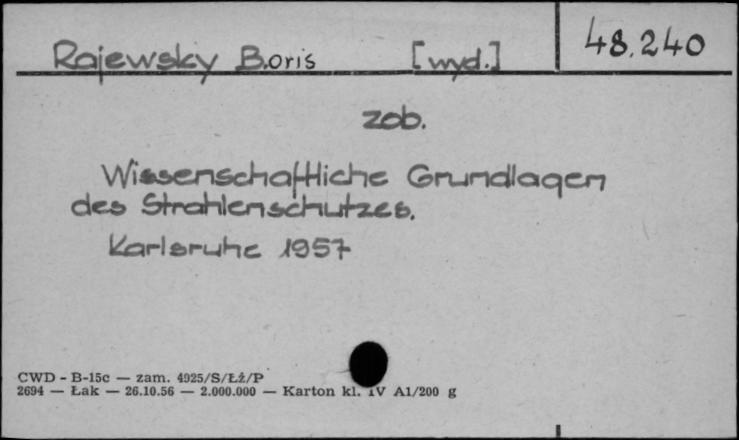 Rajewsky Boris [wyd.] 48.240
zob.
Wissenschaftliche Grundlagen
des Strahlenschutzes.
Karlsruhe 1957
CWD - B-15c — zam. 4925/S/Łż/P
2694 — Łak — 26.10.56 — 2.000.000 — Karton kl. IV A1/200 g